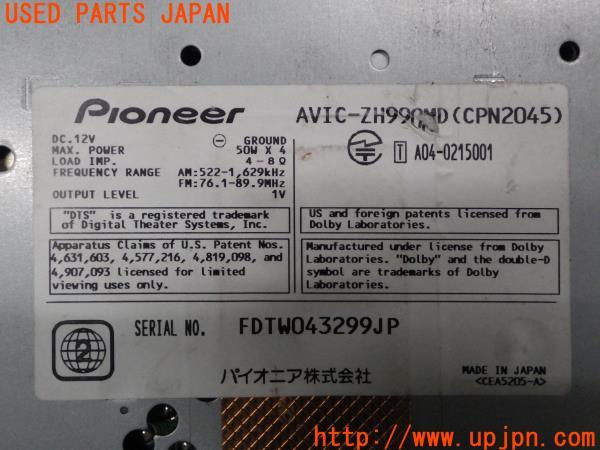 USED PARTS JAPAN
Pioneer
AVIC-ZH990MD(CPN2045)
DC.12V ⊖ GROUND
MAX. POWER 50W X 4
LOAD IMP. 4-8Ω
FREQUENCY RANGE AM:522-1,629kHz
FM:76.1-89.9MHz
OUTPUT LEVEL 1V
T A04-0215001
"DTS" is a registered trademark
of Digital Theater Systems, Inc.
US and foreign patents licensed from
Dolby Laboratories.
Apparatus Claims of U.S. Patent Nos.
4,631,603, 4,577,216, 4,819,098, and
4,907,093 licensed for limited
viewing uses only.
Manufactured under license from Dolby
Laboratories. "Dolby" and the double-D
symbol are trademarks of Dolby
Laboratories.
2
SERIAL NO. FDTW043299JP
パイオニア株式会社
MADE IN JAPAN
<CEA5205-A>
USED PARTS JAPAN
http://www.upjpn.com